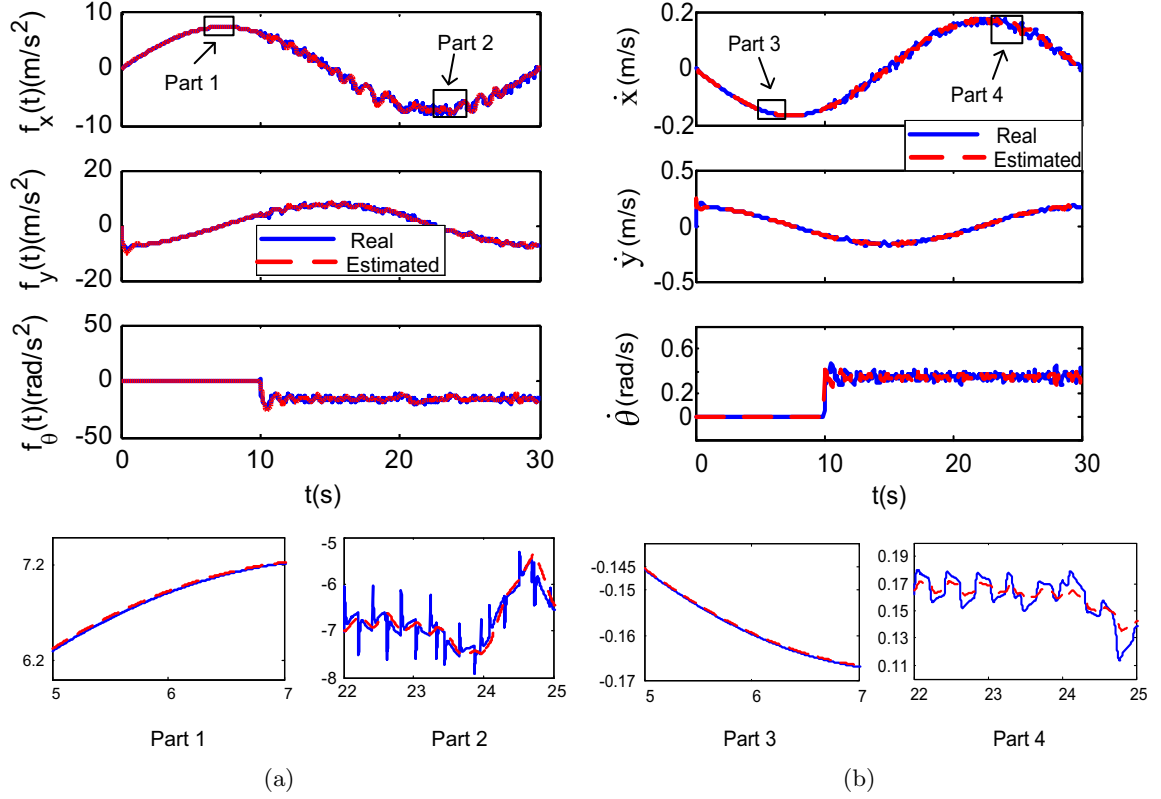 10
0
-10
f_x(t)(m/s^2)
Part 1
Part 2
20
0
-20
f_y(t)(m/s^2)
Real
Estimated
50
0
-50
f_θ(t)(rad/s^2)
0 10 20 30
t(s)
7.2
6.2
5 6 7
Part 1
-5
-6
-7
-8
22 23 24 25
Part 2
(a)
0.2
0
-0.2
ẋ (m/s)
Part 3
Part 4
Real
Estimated
0.5
0
-0.5
ẏ (m/s)
0.6
0.4
0
θ̇ (rad/s)
0 10 20 30
t(s)
-0.145
-0.15
-0.16
-0.17
5 6 7
Part 3
0.19
0.17
0.15
0.13
0.11
22 23 24 25
Part 4
(b)